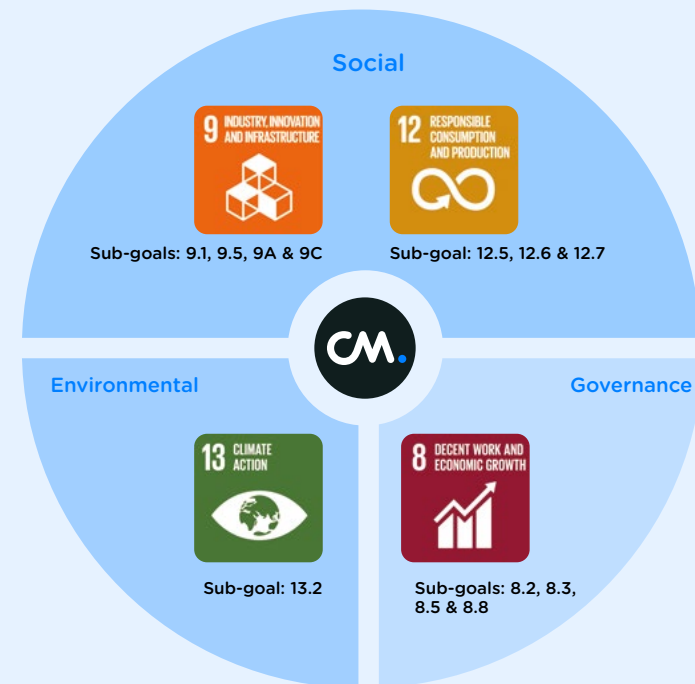 Social
9 INDUSTRY, INNOVATION
AND INFRASTRUCTURE
12 RESPONSIBLE
CONSUMPTION
AND PRODUCTION
Sub-goals: 9.1, 9.5, 9A & 9C
Sub-goal: 12.5, 12.6 & 12.7
CM.
Environmental
Governance
13 CLIMATE
ACTION
8 DECENT WORK AND
ECONOMIC GROWTH
Sub-goal: 13.2
Sub-goals: 8.2, 8.3,
8.5 & 8.8